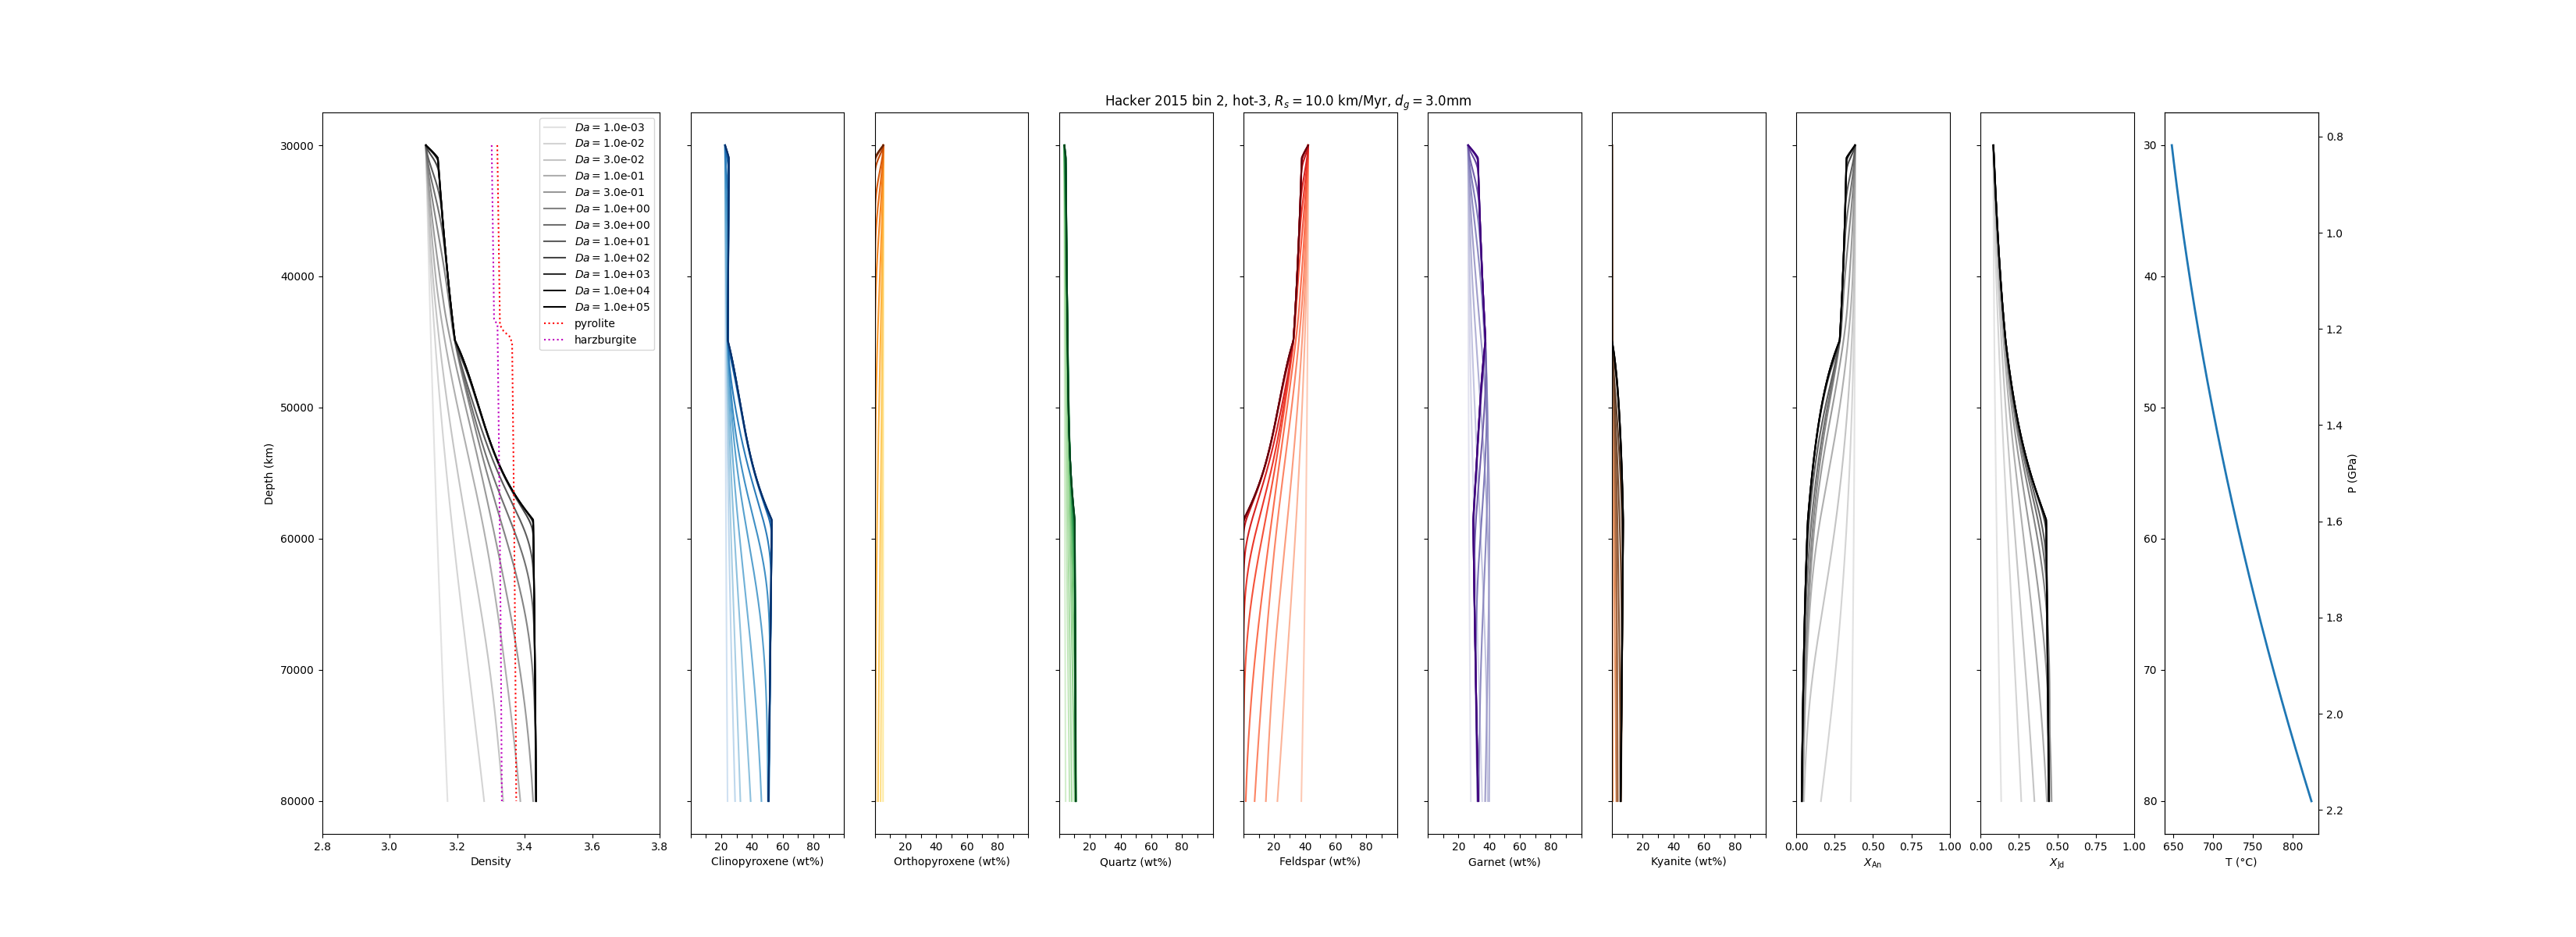 Hacker 2015 bin 2, hot-3, $R_s = 10.0$ km/Myr, $d_g = 3.0$mm
Da = 1.0e-03
Da = 1.0e-02
Da = 3.0e-02
Da = 1.0e-01
Da = 3.0e-01
Da = 1.0e+00
Da = 3.0e+00
Da = 1.0e+01
Da = 1.0e+02
Da = 1.0e+03
Da = 1.0e+04
Da = 1.0e+05
pyrolite
harzburgite
Depth (km)
30000
40000
50000
60000
70000
80000
2.8 3.0 3.2 3.4 3.6 3.8
Density
20 40 60 80
Clinopyroxene (wt%)
20 40 60 80
Orthopyroxene (wt%)
20 40 60 80
Quartz (wt%)
20 40 60 80
Feldspar (wt%)
20 40 60 80
Garnet (wt%)
20 40 60 80
Kyanite (wt%)
0.00 0.25 0.50 0.75 1.00
$X_{An}$
0.00 0.25 0.50 0.75 1.00
$X_{Jd}$
30
40
50
60
70
80
650 700 750 800
T (°C)
0.8
1.0
1.2
1.4
1.6
1.8
2.0
2.2
P (GPa)